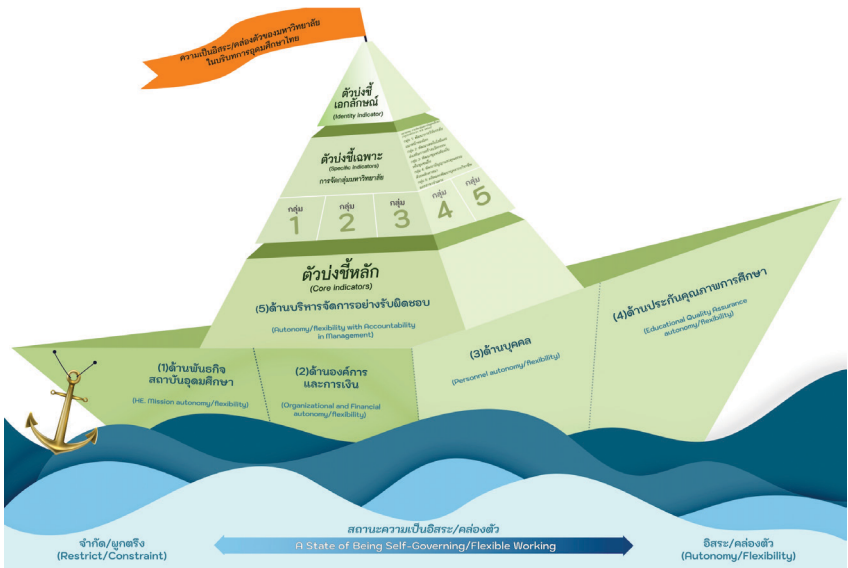 ความเป็นอิสระ/คล่องตัวของมหาวิทยาลัย
ในบริบทการอุดมศึกษาไทย
ตัวบ่งชี้
เอกลักษณ์
(Identity indicator)
ตัวบ่งชี้เฉพาะ
(Specific indicators)
การจัดกลุ่มมหาวิทยาลัย
กลุ่ม
1
กลุ่ม
2
กลุ่ม
3
กลุ่ม
4
กลุ่ม
5
ตัวบ่งชี้หลัก
(Core indicators)
(5)ด้านบริหารจัดการอย่างรับผิดชอบ
(Autonomy/flexibility with Accountability
in Management)
(1)ด้านพันธกิจ
สถาบันอุดมศึกษา
(HE. Mission autonomy/flexibility)
(2)ด้านองค์การ
และการเงิน
(Organizational and Financial
autonomy/flexibility)
(3)ด้านบุคคล
(Personnel autonomy/flexibility)
(4)ด้านประกันคุณภาพการศึกษา
(Educational Quality Assurance
autonomy/flexibility)
สถานะความเป็นอิสระ/คล่องตัว
A State of Being Self-Governing/Flexible Working
จำกัด/ผูกตรึง
(Restrict/Constraint)
อิสระ/คล่องตัว
(Autonomy/Flexibility)